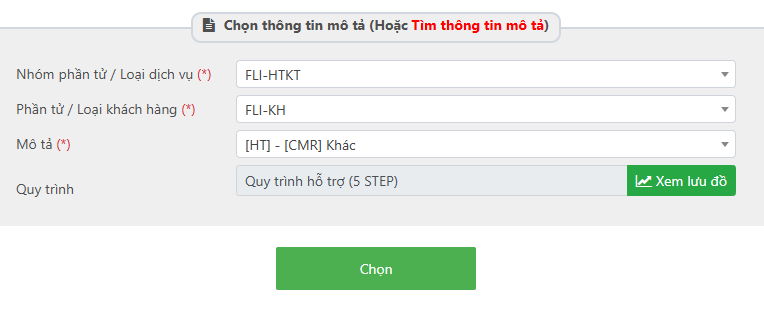 Chọn thông tin mô tả (Hoặc Tìm thông tin mô tả)
Nhóm phần tử / Loại dịch vụ (*) FLI-HTKT
Phần tử / Loại khách hàng (*) FLI-KH
Mô tả (*) [HT] - [CMR] Khác
Quy trình Quy trình hỗ trợ (5 STEP) Xem lưu đồ
Chọn